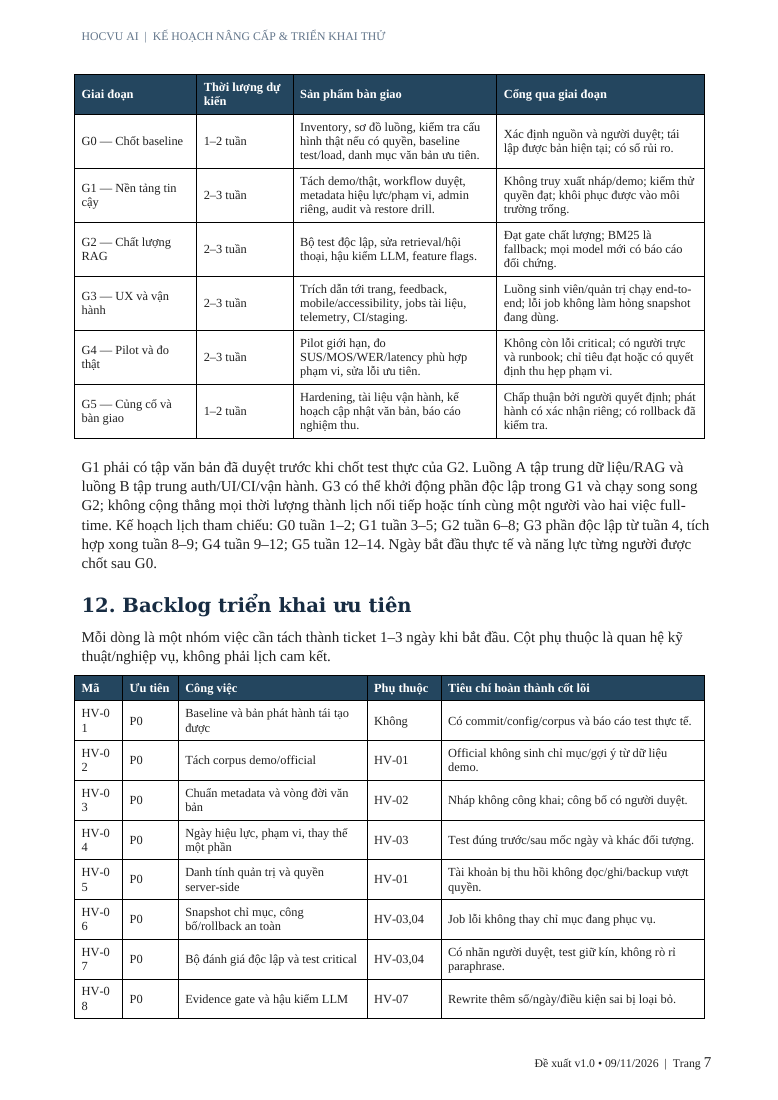 HOCVU AI | KẾ HOẠCH NÂNG CẤP & TRIỂN KHAI THỬ
Giai đoạn
Thời lượng dự
kiến
Sản phẩm bàn giao
Cổng qua giai đoạn
G0 — Chốt baseline
1–2 tuần
Inventory, sơ đồ luồng, kiểm tra cấu
hình thật nếu có quyền, baseline
test/load, danh mục văn bản ưu tiên.
Xác định nguồn và người duyệt; tái
lập được bản hiện tại; có sổ rủi ro.
G1 — Nền tảng tin
cậy
2–3 tuần
Tách demo/thật, workflow duyệt,
metadata hiệu lực/phạm vi, admin
riêng, audit và restore drill.
Không truy xuất nháp/demo; kiểm thử
quyền đạt; khôi phục được vào môi
trường trống.
G2 — Chất lượng
RAG
2–3 tuần
Bộ test độc lập, sửa retrieval/hội
thoại, hậu kiểm LLM, feature flags.
Đạt gate chất lượng; BM25 là
fallback; mọi model mới có báo cáo
đối chứng.
G3 — UX và vận
hành
2–3 tuần
Trích dẫn tới trang, feedback,
mobile/accessibility, jobs tài liệu,
telemetry, CI/staging.
Luồng sinh viên/quản trị chạy end-to-
end; lỗi job không làm hỏng snapshot
đang dùng.
G4 — Pilot và đo
thật
2–3 tuần
Pilot giới hạn, đo
SUS/MOS/WER/latency phù hợp
phạm vi, sửa lỗi ưu tiên.
Không còn lỗi critical; có người trực
và runbook; chỉ tiêu đạt hoặc có quyết
định thu hẹp phạm vi.
G5 — Củng cố và
bàn giao
1–2 tuần
Hardening, tài liệu vận hành, kế
hoạch cập nhật văn bản, báo cáo
nghiệm thu.
Chấp thuận bởi người quyết định; phát
hành có xác nhận riêng; có rollback đã
kiểm tra.
G1 phải có tập văn bản đã duyệt trước khi chốt test thực của G2. Luồng A tập trung dữ liệu/RAG và
luồng B tập trung auth/UI/CI/vận hành. G3 có thể khởi động phần độc lập trong G1 và chạy song song
G2; không cộng thẳng mọi thời lượng thành lịch nối tiếp hoặc tính cùng một người vào hai việc full-
time. Kế hoạch lịch tham chiếu: G0 tuần 1–2; G1 tuần 3–5; G2 tuần 6–8; G3 phần độc lập từ tuần 4, tích
hợp xong tuần 8–9; G4 tuần 9–12; G5 tuần 12–14. Ngày bắt đầu thực tế và năng lực từng người được
chốt sau G0.
12. Backlog triển khai ưu tiên
Mỗi dòng là một nhóm việc cần tách thành ticket 1–3 ngày khi bắt đầu. Cột phụ thuộc là quan hệ kỹ
thuật/nghiệp vụ, không phải lịch cam kết.
Mã
Ưu tiên
Công việc
Phụ thuộc
Tiêu chí hoàn thành cốt lõi
HV-0
1
P0
Baseline và bản phát hành tái tạo
được
Không
Có commit/config/corpus và báo cáo test thực tế.
HV-0
2
P0
Tách corpus demo/official
HV-01
Official không sinh chỉ mục/gợi ý từ dữ liệu
demo.
HV-0
3
P0
Chuẩn metadata và vòng đời văn
bản
HV-02
Nháp không công khai; công bố có người duyệt.
HV-0
4
P0
Ngày hiệu lực, phạm vi, thay thế
một phần
HV-03
Test đúng trước/sau mốc ngày và khác đối tượng.
HV-0
5
P0
Danh tính quản trị và quyền
server-side
HV-01
Tài khoản bị thu hồi không đọc/ghi/backup vượt
quyền.
HV-0
6
P0
Snapshot chỉ mục, công
bố/rollback an toàn
HV-03,04
Job lỗi không thay chỉ mục đang phục vụ.
HV-0
7
P0
Bộ đánh giá độc lập và test critical
HV-03,04
Có nhãn người duyệt, test giữ kín, không rò rỉ
paraphrase.
HV-0
8
P0
Evidence gate và hậu kiểm LLM
HV-07
Rewrite thêm số/ngày/điều kiện sai bị loại bỏ.
Đề xuất v1.0 • 09/11/2026 | Trang 7